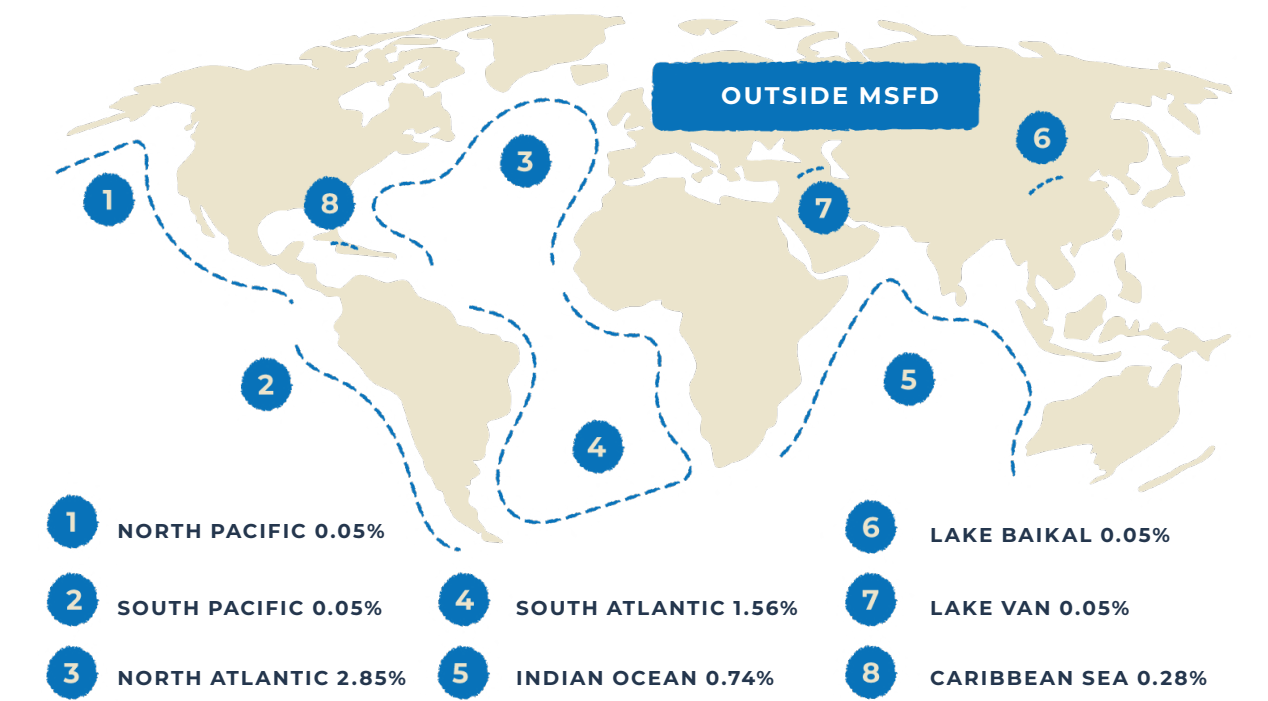 OUTSIDE MSFD
6
3
1
8
7
5
2
4
1 NORTH PACIFIC 0.05%
2 SOUTH PACIFIC 0.05%
3 NORTH ATLANTIC 2.85%
4 SOUTH ATLANTIC 1.56%
5 INDIAN OCEAN 0.74%
6 LAKE BAIKAL 0.05%
7 LAKE VAN 0.05%
8 CARIBBEAN SEA 0.28%